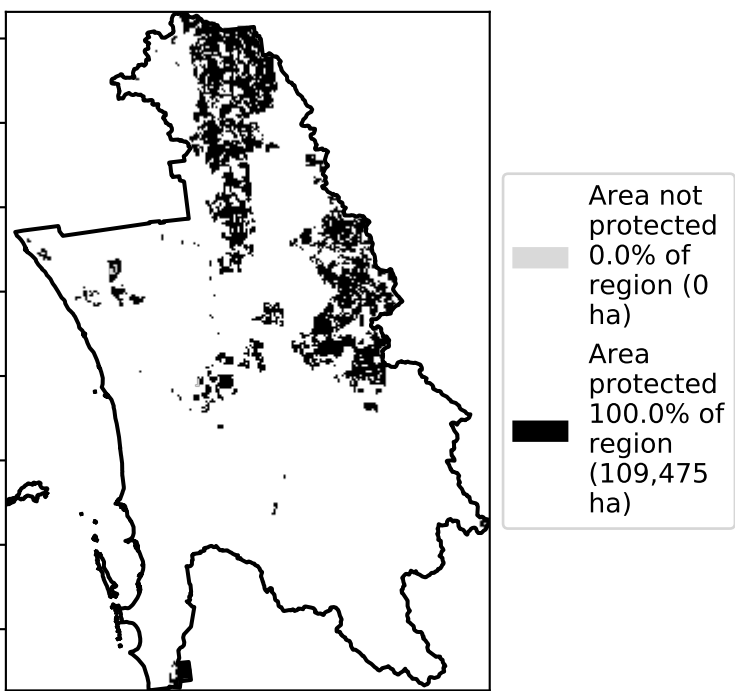 Area not
protected
0.0% of
region (0
ha)
Area
protected
100.0% of
region
(109,475
ha)